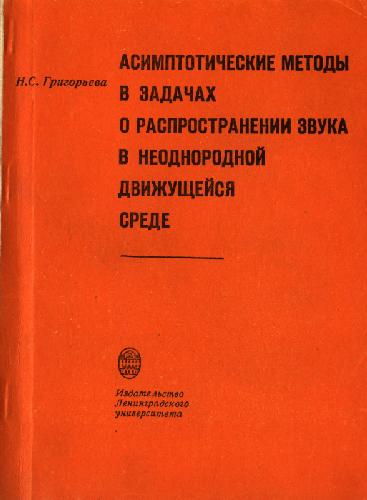 Н.С. Григорьева
АСИМПТОТИЧЕСКИЕ МЕТОДЫ
В ЗАДАЧАХ
О РАСПРОСТРАНЕНИИ ЗВУКА
В НЕОДНОРОДНОЙ
ДВИЖУЩЕЙСЯ
СРЕДЕ
Издательство
Ленинградского
университета